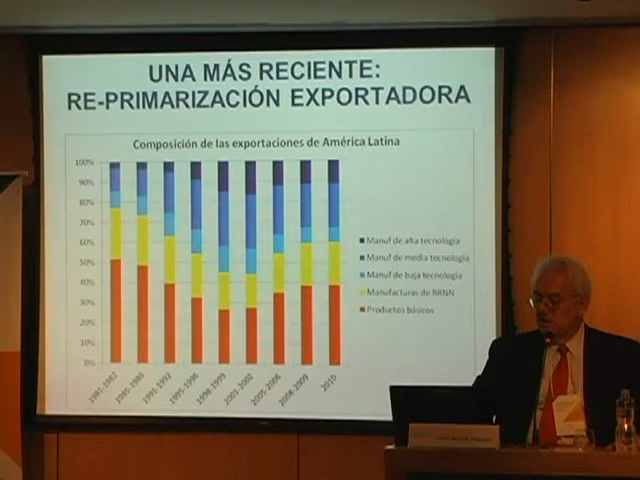 UNA MÁS RECIENTE:
RE-PRIMARIZACIÓN EXPORTADORA
Composición de las exportaciones de América Latina
100%
90%
80%
70%
60%
50%
40%
30%
20%
10%
0%
1981-1982
1985-1986
1991-1992
1995-1996
1998-1999
2001-2002
2005-2006
2008-2009
2010
Manuf de alta tecnología
Manuf de media tecnología
Manuf de baja tecnología
Manufacturas de RRNN
Productos básicos